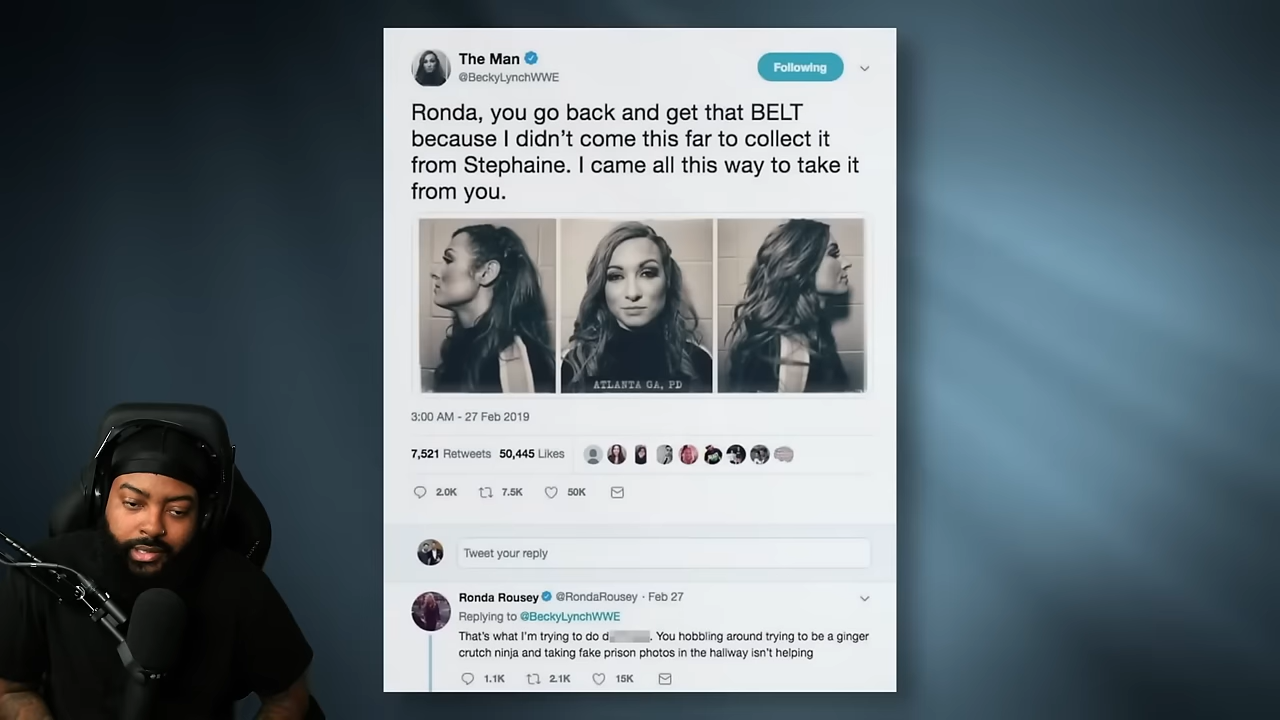 The Man
@BeckyLynchWWE
Following
Ronda, you go back and get that BELT
because I didn't come this far to collect it
from Stephaine. I came all this way to take it
from you.
ATLANTA GA, PD
3:00 AM - 27 Feb 2019
7,521 Retweets 50,445 Likes
2.0K 7.5K 50K
Tweet your reply
Ronda Rousey @RondaRousey · Feb 27
Replying to @BeckyLynchWWE
That's what I'm trying to do d . You hobbling around trying to be a ginger
crutch ninja and taking fake prison photos in the hallway isn't helping
1.1K 2.1K 15K